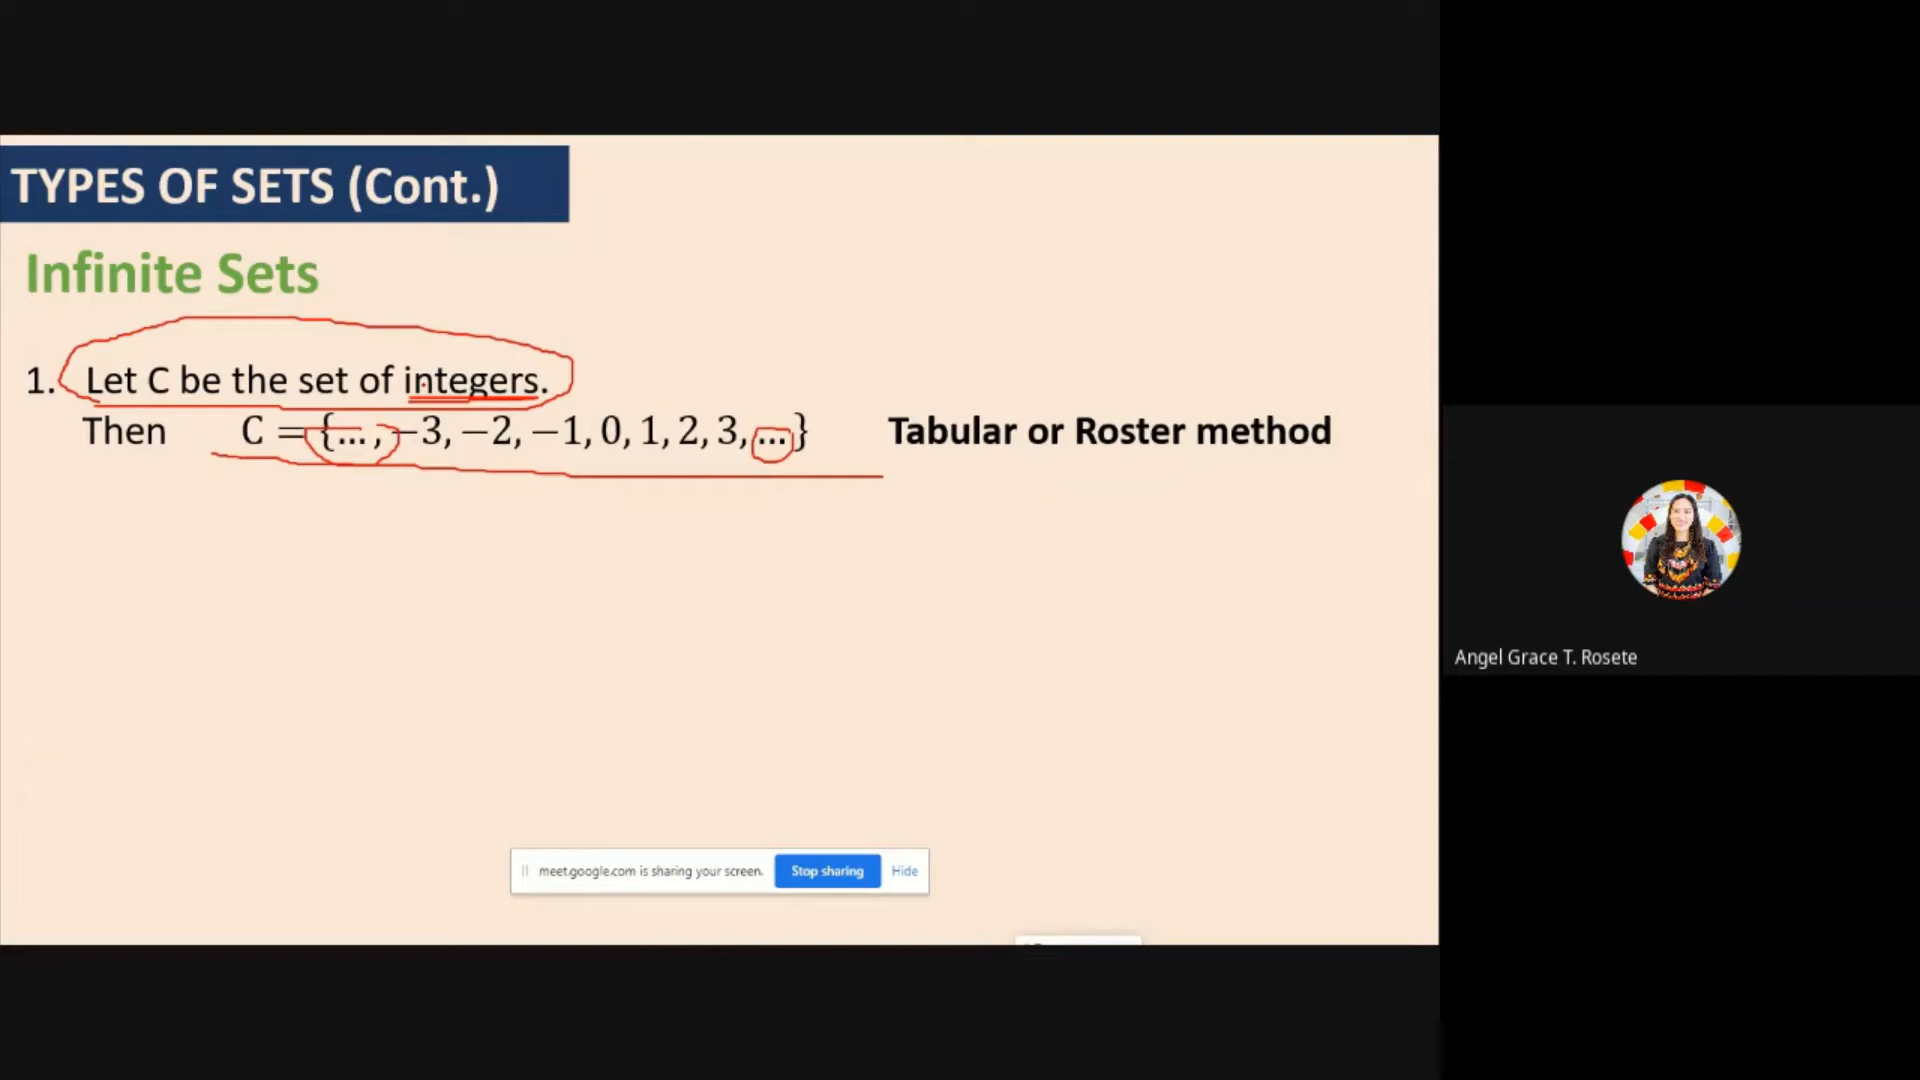 TYPES OF SETS (Cont.)
Infinite Sets
1. Let C be the set of integers.
Then C = {… , −3, −2, −1, 0, 1, 2, 3, … } Tabular or Roster method
Angel Grace T. Rosete
meet.google.com is sharing your screen. Stop sharing Hide